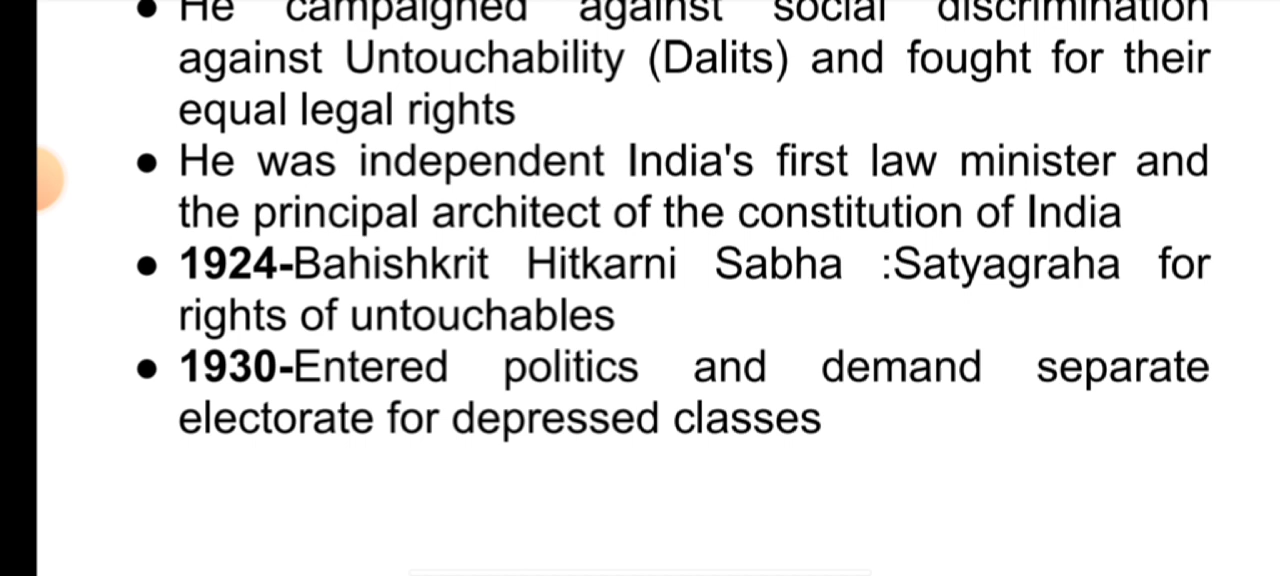 ● He campaigned against social discrimination
against Untouchability (Dalits) and fought for their
equal legal rights
● He was independent India's first law minister and
the principal architect of the constitution of India
● 1924-Bahishkrit Hitkarni Sabha :Satyagraha for
rights of untouchables
● 1930-Entered politics and demand separate
electorate for depressed classes